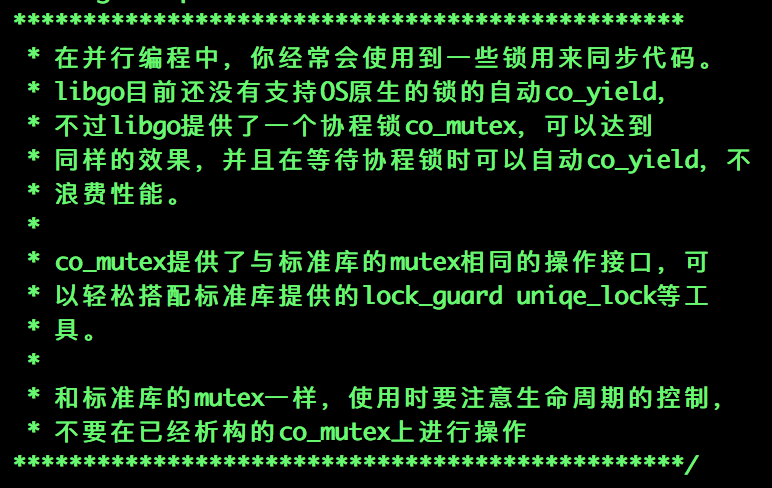 ************************************************
* 在并行编程中，你经常会使用到一些锁用来同步代码。
* libgo目前还没有支持OS原生的锁的自动co_yield，
* 不过libgo提供了一个协程锁co_mutex，可以达到
* 同样的效果，并且在等待协程锁时可以自动co_yield，不
* 浪费性能。
*
* co_mutex提供了与标准库的mutex相同的操作接口，可
* 以轻松搭配标准库提供的lock_guard uniqe_lock等工
* 具。
*
* 和标准库的mutex一样，使用时要注意生命周期的控制，
* 不要在已经析构的co_mutex上进行操作
************************************************/